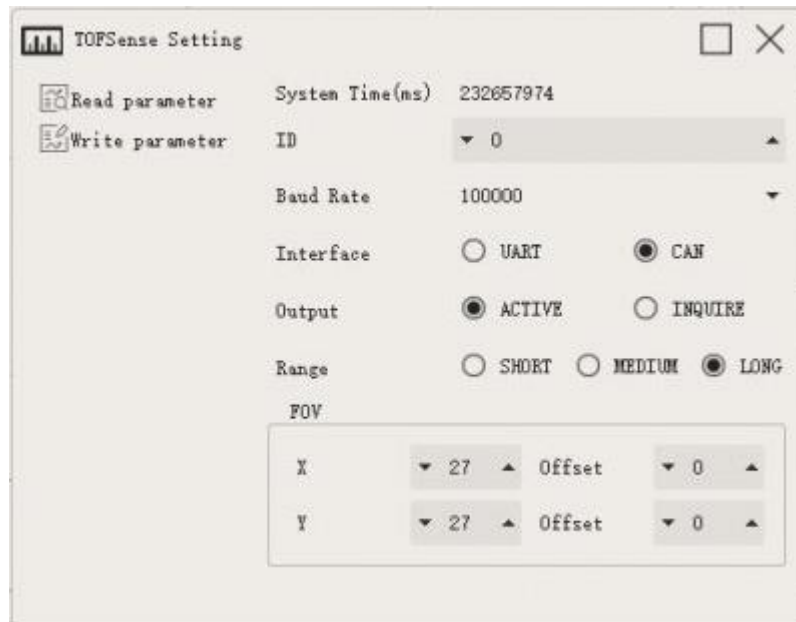 TOFSense Setting
Read parameter
Write parameter
System Time(ms) 232657974
ID 0
Baud Rate 100000
Interface UART CAN
Output ACTIVE INQUIRE
Range SHORT MEDIUM LONG
FOV
X 27 Offset 0
Y 27 Offset 0